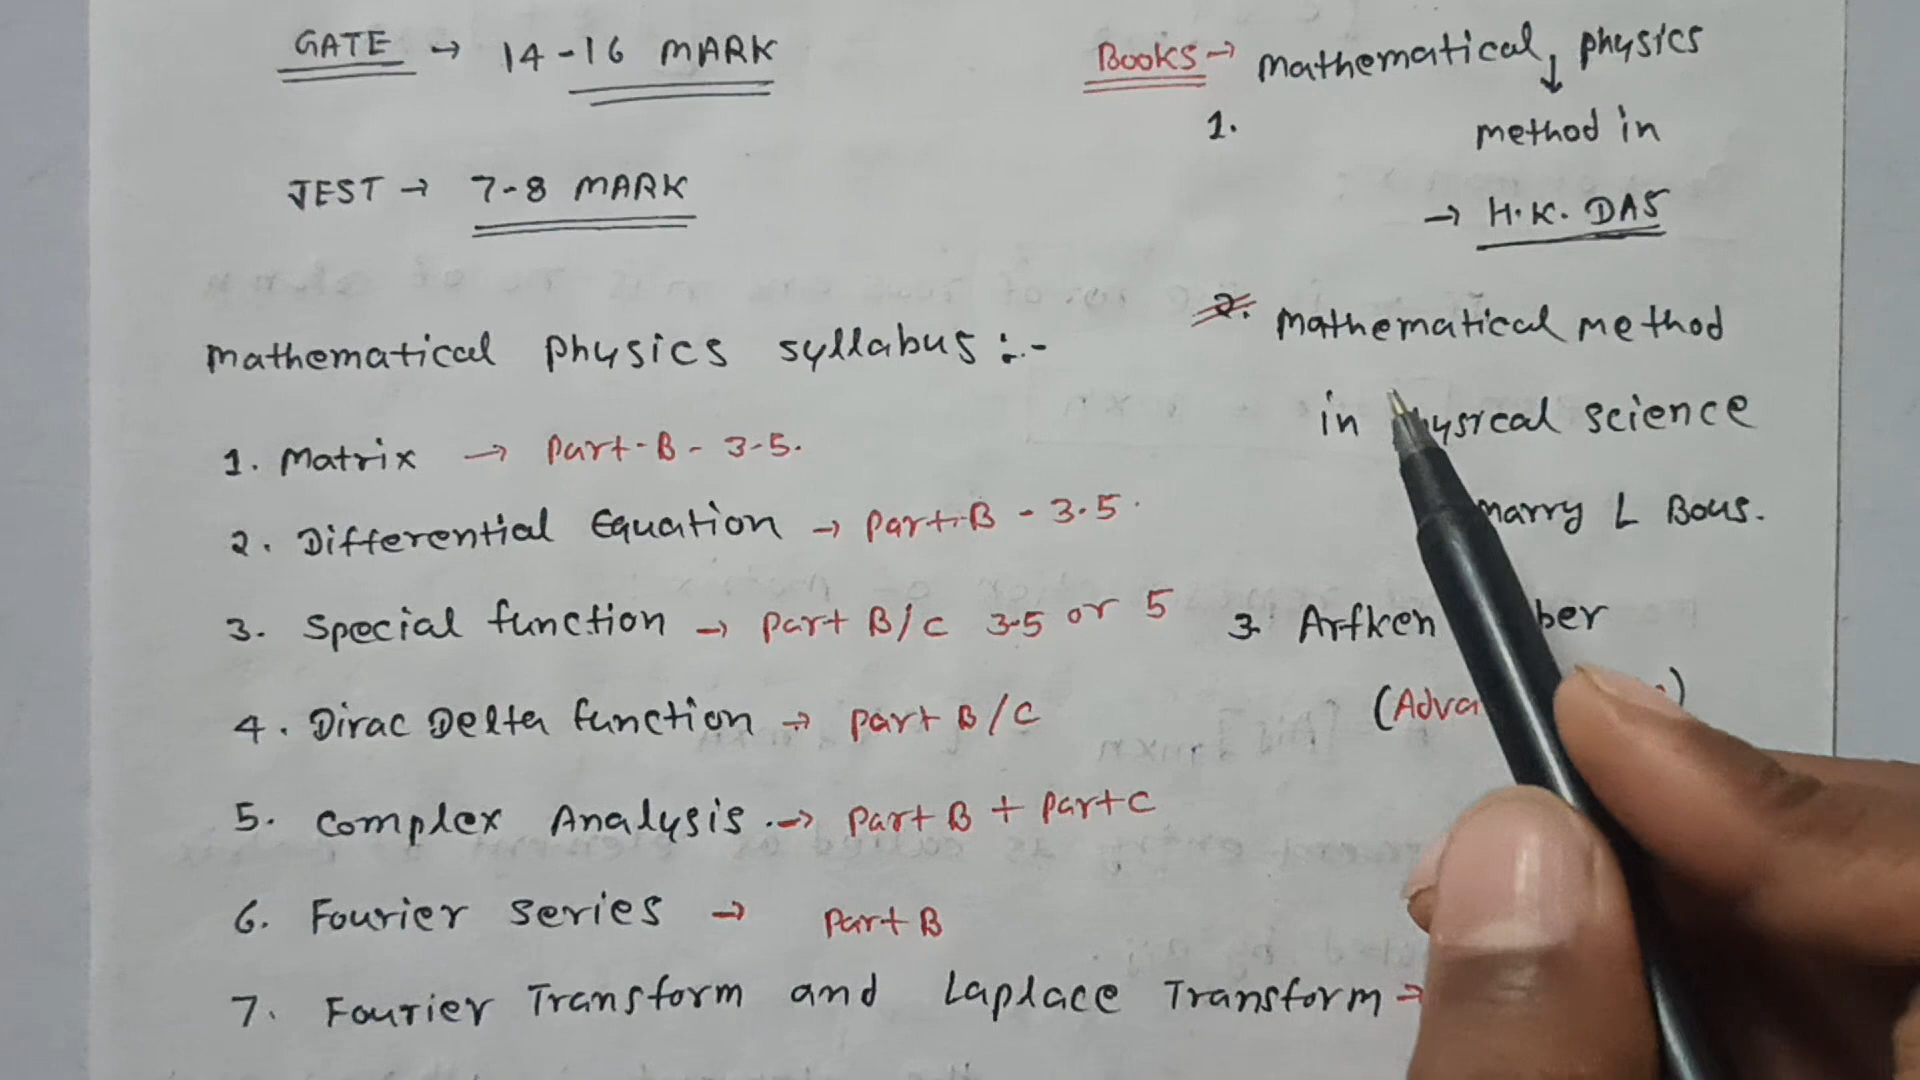 GATE → 14-16 MARK
JEST → 7-8 MARK
Mathematical physics syllabus :-
1. Matrix → Part-B - 3-5.
2. Differential Equation → Part-B - 3.5.
3. Special function → Part B/C 3.5 or 5
4. Dirac Delta function → Part B/C
5. Complex Analysis. → Part B + Part C
6. Fourier series → Part B
7. Fourier Transform and Laplace Transform →
Books → Mathematical physics
1. method in
→ H.K. DAS
2. Mathematical method
in physical science
Marry L Bous.
3. Arfken